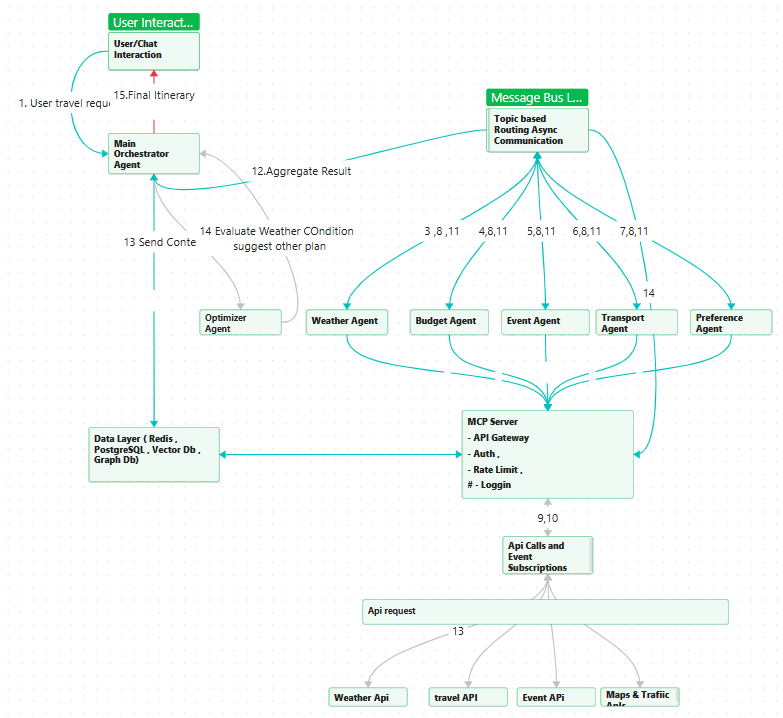 User Interact...
User/Chat
Interaction
1. User travel requ
15.Final Itinerary
Main
Orchestrator
Agent
Message Bus L...
Topic based
Routing Async
Communication
12.Aggregate Result
13 Send Conte
14 Evaluate Weather COndition
suggest other plan
3 ,8 ,11
4,8,11
5,8,11
6,8,11
7,8,11
14
Optimizer
Agent
Weather Agent
Budget Agent
Event Agent
Transport
Agent
Preference
Agent
Data Layer ( Redis ,
PostgreSQL , Vector Db ,
Graph Db)
MCP Server
- API Gateway
- Auth ,
- Rate Limit ,
# - Loggin
9,10
Api Calls and
Event
Subscriptions
Api request
13
Weather Api
travel API
Event APi
Maps & Trafiic
Apis